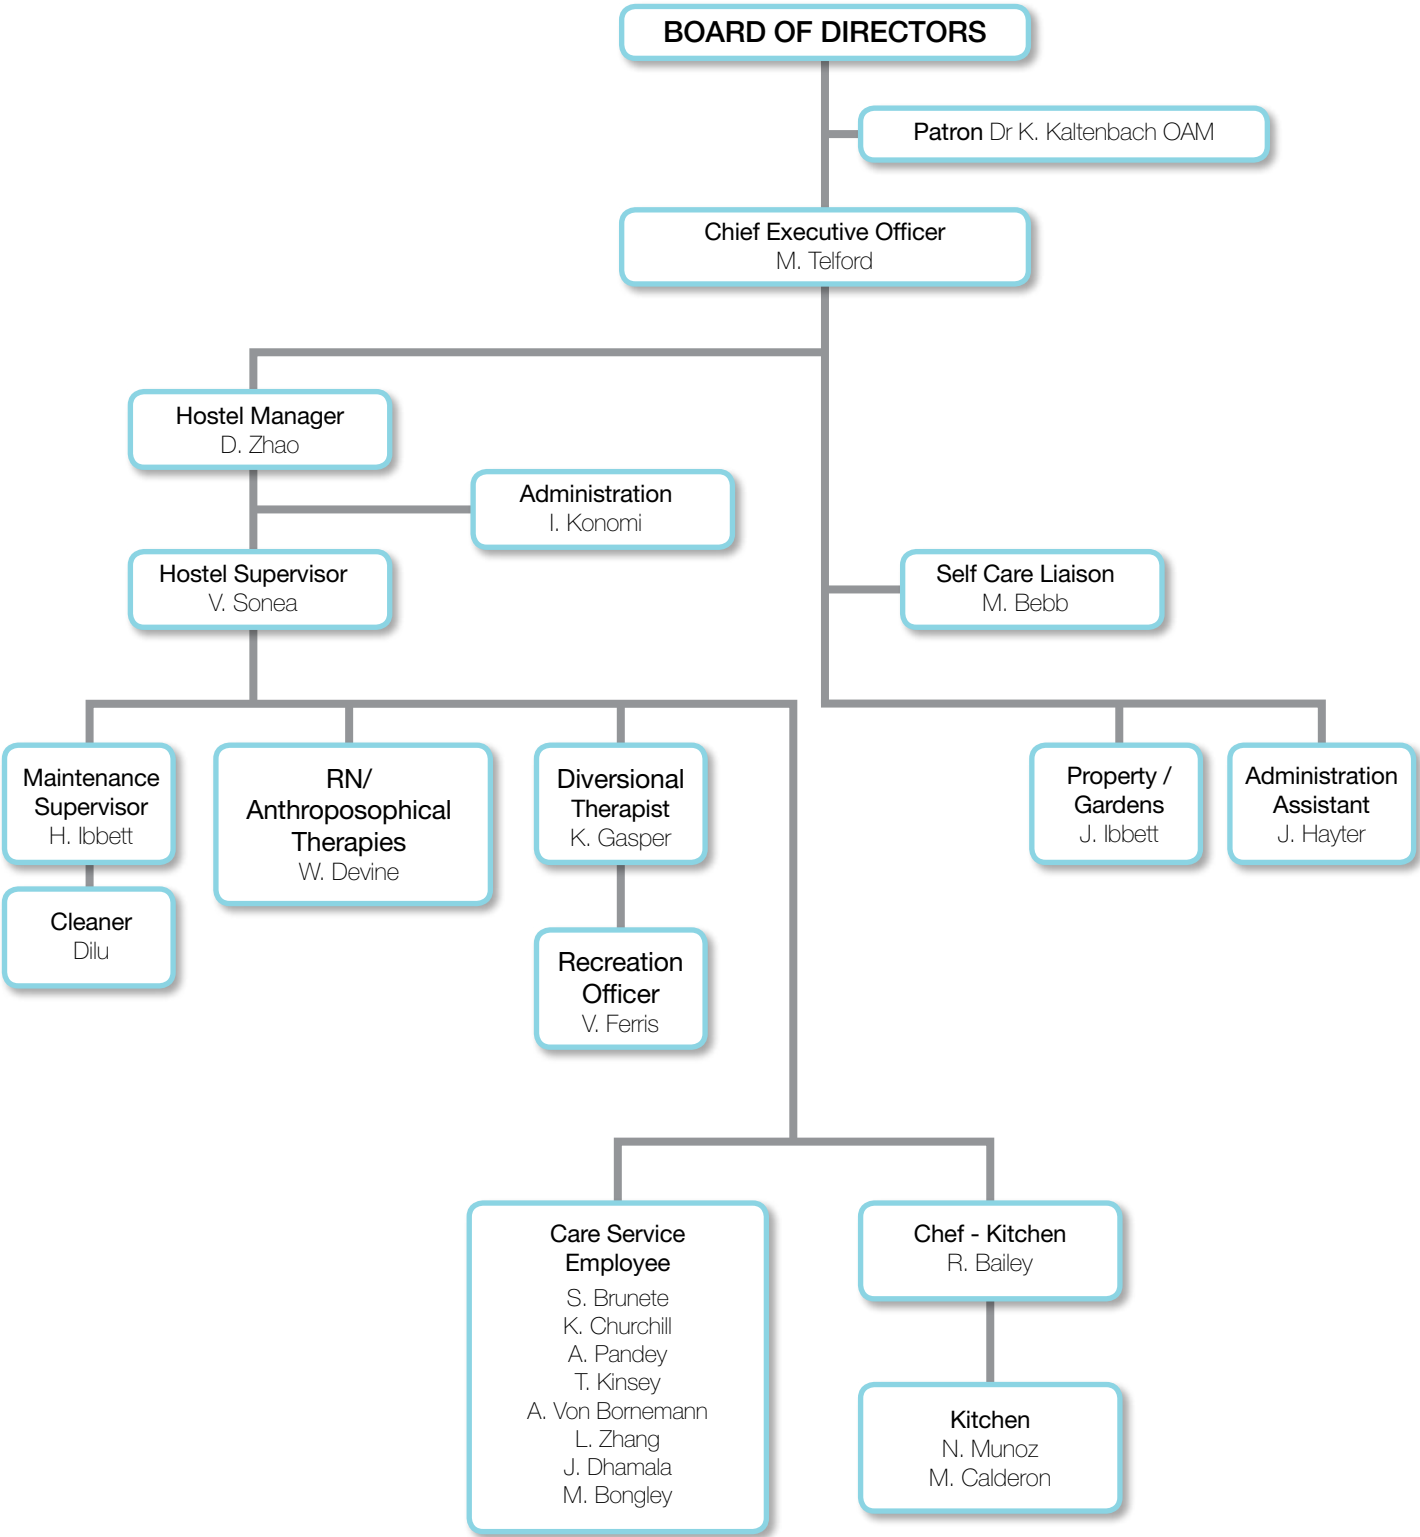 BOARD OF DIRECTORS
Patron Dr K. Kaltenbach OAM
Chief Executive Officer
M. Telford
Hostel Manager
D. Zhao
Administration
I. Konomi
Hostel Supervisor
V. Sonea
Self Care Liaison
M. Bebb
Maintenance
Supervisor
H. Ibbett
RN/
Anthroposophical
Therapies
W. Devine
Diversional
Therapist
K. Gasper
Property /
Gardens
J. Ibbett
Administration
Assistant
J. Hayter
Cleaner
Dilu
Recreation
Officer
V. Ferris
Care Service
Employee
S. Brunete
K. Churchill
A. Pandey
T. Kinsey
A. Von Bornemann
L. Zhang
J. Dhamala
M. Bongley
Chef - Kitchen
R. Bailey
Kitchen
N. Munoz
M. Calderon